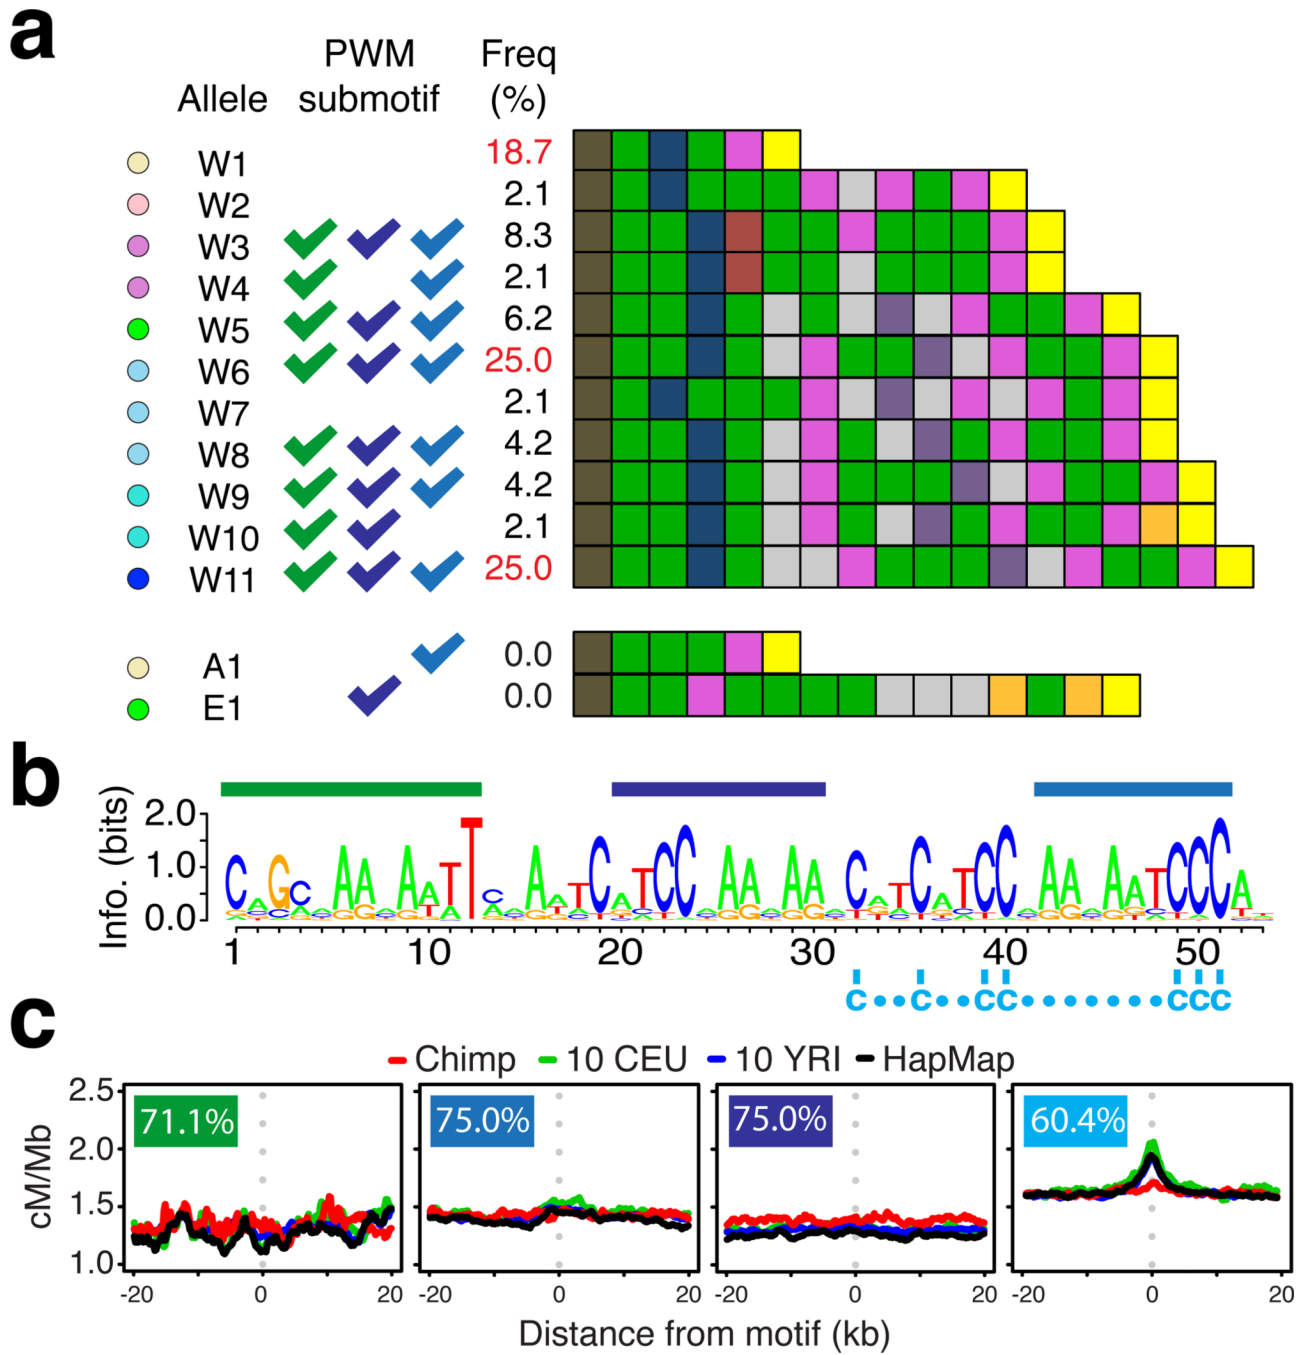 a
PWM Freq
Allele submotif (%)
W1 18.7
W2 2.1
W3 8.3
W4 2.1
W5 6.2
W6 25.0
W7 2.1
W8 4.2
W9 4.2
W10 2.1
W11 25.0
A1 0.0
E1 0.0
b
Info. (bits)
2.0
1.0
0.0
1 10 20 30 40 50
C••C••CC•••••••CCC
c
Chimp 10 CEU 10 YRI HapMap
cM/Mb
2.5
2.0
1.5
1.0
71.1% 75.0% 75.0% 60.4%
-20 0 20 -20 0 20 -20 0 20 -20 0 20
Distance from motif (kb)